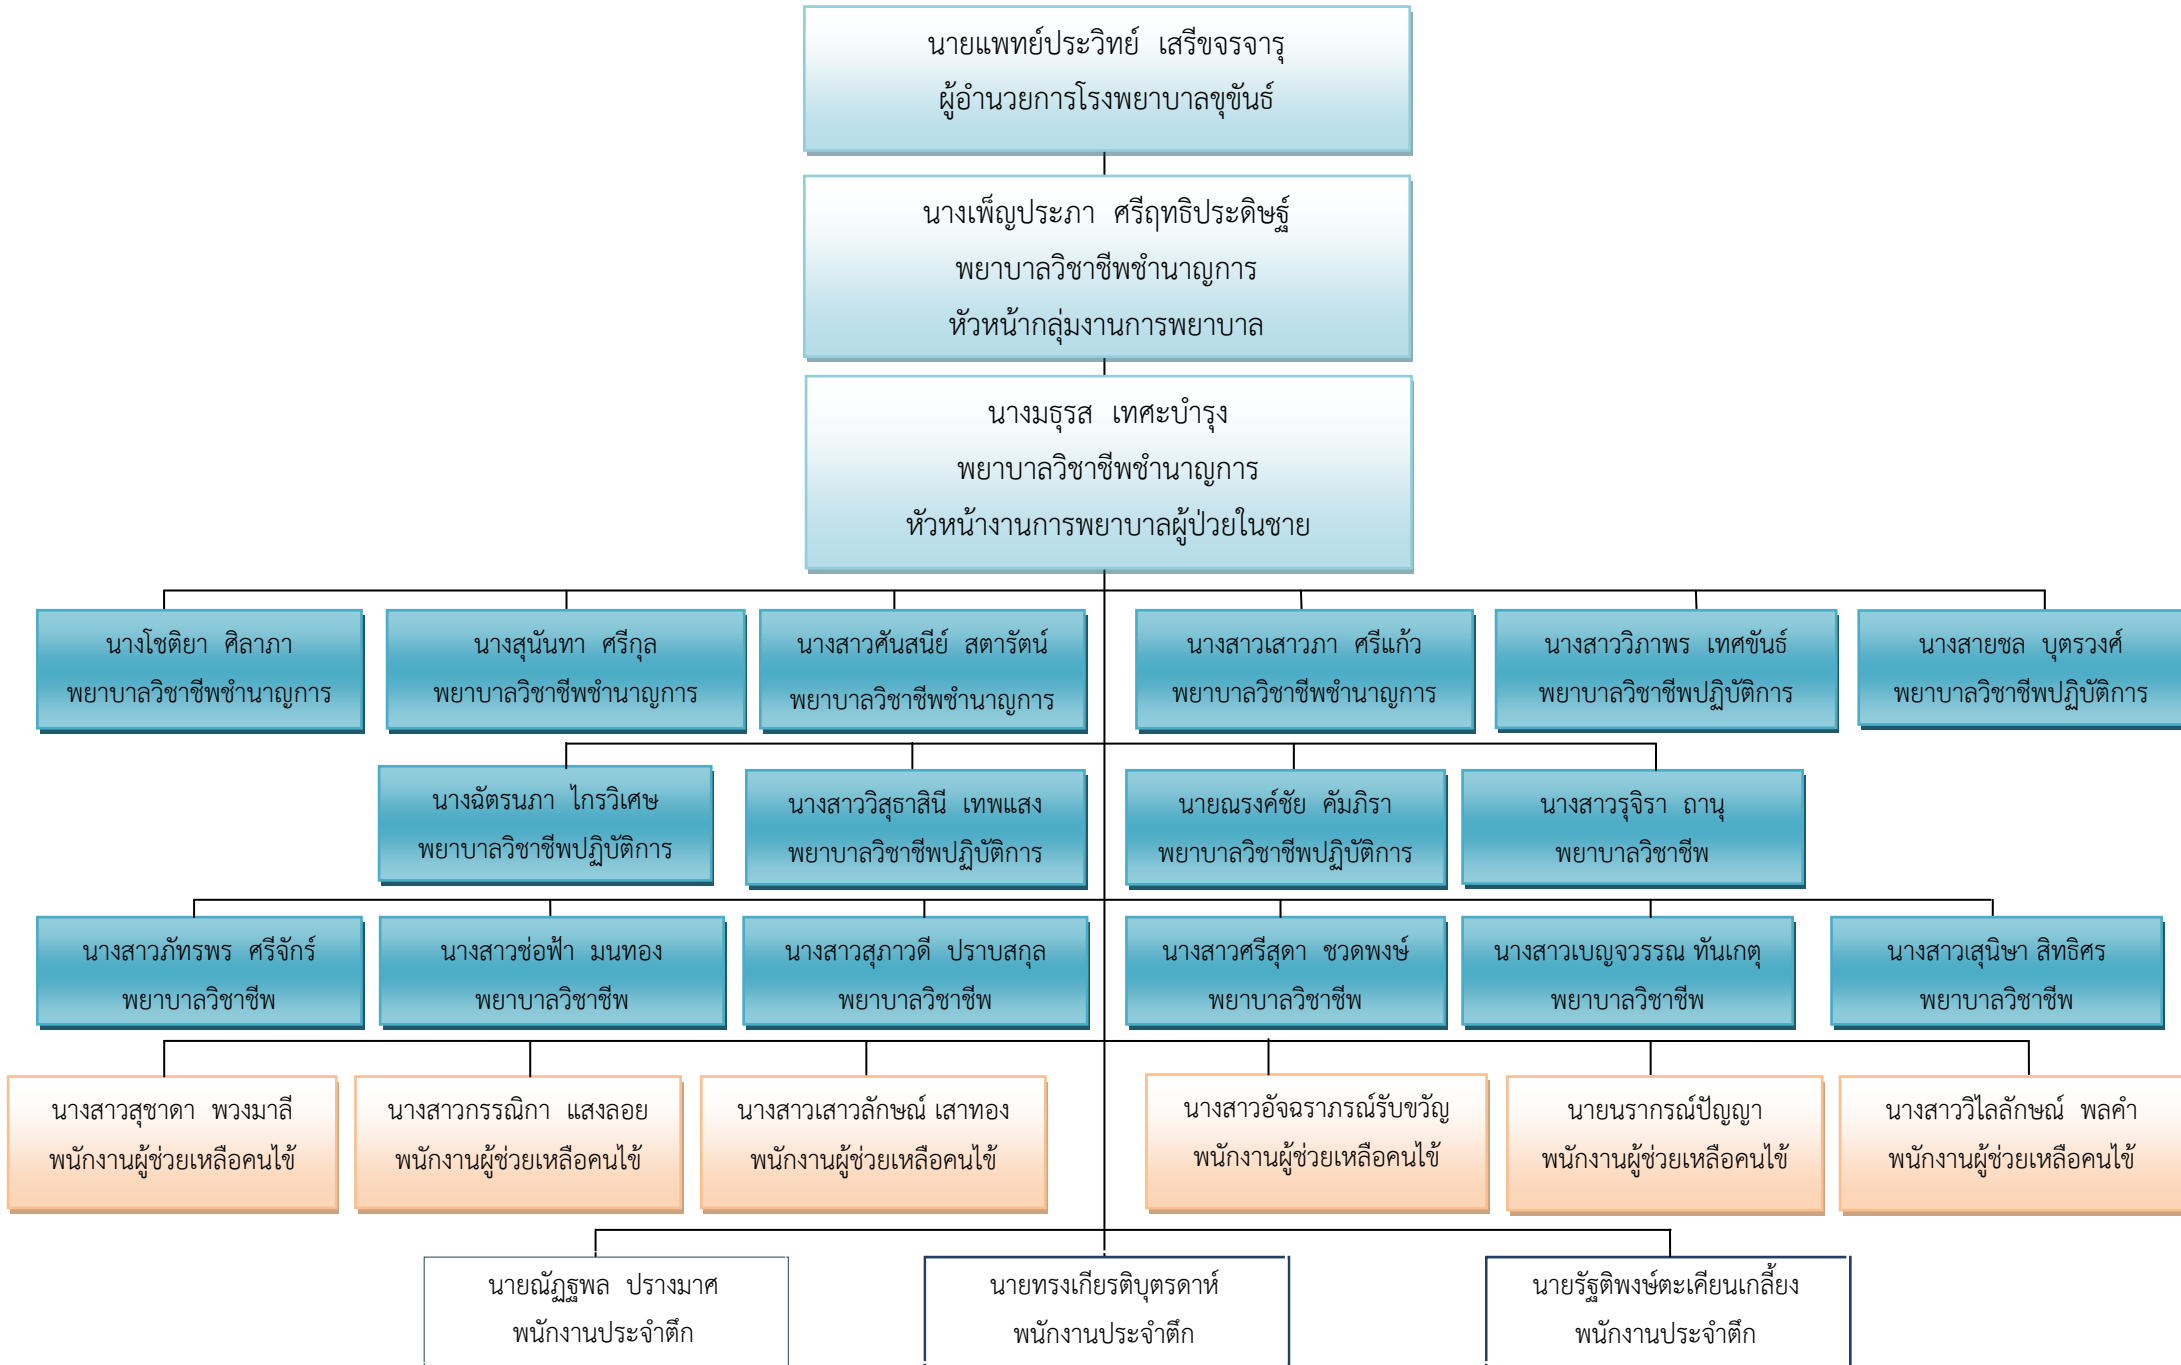 นายแพทย์ประวิทย์ เสรีขจรจารุ
ผู้อำนวยการโรงพยาบาลขุขันธ์
นางเพ็ญประภา ศรีฤทธิประดิษฐ์
พยาบาลวิชาชีพชำนาญการ
หัวหน้ากลุ่มงานการพยาบาล
นางมธุรส เทศะบำรุง
พยาบาลวิชาชีพชำนาญการ
หัวหน้างานการพยาบาลผู้ป่วยในชาย
นางโชติยา ศิลาภา
พยาบาลวิชาชีพชำนาญการ
นางสุนันทา ศรีกุล
พยาบาลวิชาชีพชำนาญการ
นางสาวศันสนีย์ สตารัตน์
พยาบาลวิชาชีพชำนาญการ
นางสาวเสาวภา ศรีแก้ว
พยาบาลวิชาชีพชำนาญการ
นางสาววิภาพร เทศขันธ์
พยาบาลวิชาชีพปฏิบัติการ
นางสายชล บุตรวงศ์
พยาบาลวิชาชีพปฏิบัติการ
นางฉัตรนภา ไกรวิเศษ
พยาบาลวิชาชีพปฏิบัติการ
นางสาววิสุธาสินี เทพแสง
พยาบาลวิชาชีพปฏิบัติการ
นายณรงค์ชัย คัมภิรา
พยาบาลวิชาชีพปฏิบัติการ
นางสาวรุจิรา ถานุ
พยาบาลวิชาชีพ
นางสาวภัทรพร ศรีจักร์
พยาบาลวิชาชีพ
นางสาวช่อฟ้า มนทอง
พยาบาลวิชาชีพ
นางสาวสุภาวดี ปราบสกุล
พยาบาลวิชาชีพ
นางสาวศรีสุดา ชวดพงษ์
พยาบาลวิชาชีพ
นางสาวเบญจวรรณ ทันเกตุ
พยาบาลวิชาชีพ
นางสาวเสุนิษา สิทธิศร
พยาบาลวิชาชีพ
นางสาวสุชาดา พวงมาลี
พนักงานผู้ช่วยเหลือคนไข้
นางสาวกรรณิกา แสงลอย
พนักงานผู้ช่วยเหลือคนไข้
นางสาวเสาวลักษณ์ เสาทอง
พนักงานผู้ช่วยเหลือคนไข้
นางสาวอัจฉราภรณ์รับขวัญ
พนักงานผู้ช่วยเหลือคนไข้
นายนรากรณ์ปัญญา
พนักงานผู้ช่วยเหลือคนไข้
นางสาววิไลลักษณ์ พลคำ
พนักงานผู้ช่วยเหลือคนไข้
นายณัฏฐพล ปรางมาศ
พนักงานประจำตึก
นายทรงเกียรติบุตรดาห์
พนักงานประจำตึก
นายรัฐติพงษ์ตะเคียนเกลี้ยง
พนักงานประจำตึก